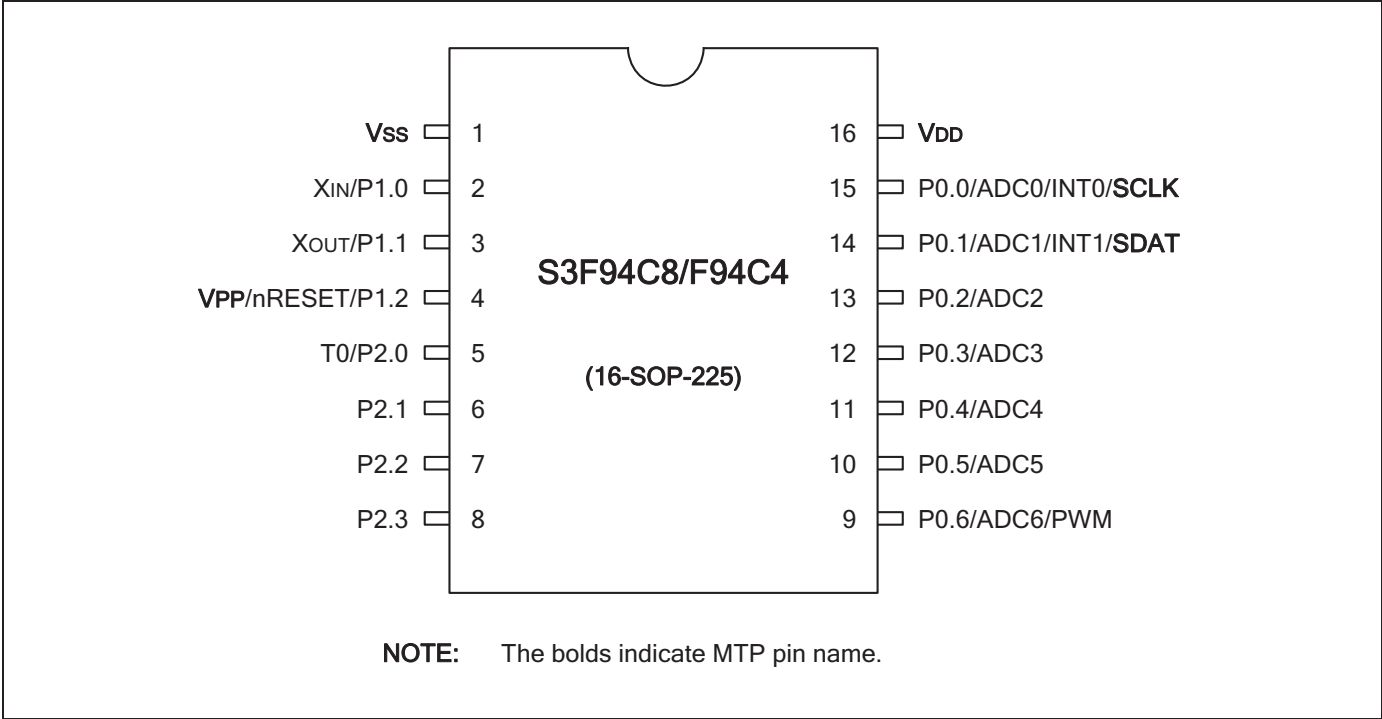 Vss 1 16 VDD
XIN/P1.0 2 15 P0.0/ADC0/INT0/SCLK
XOUT/P1.1 3 14 P0.1/ADC1/INT1/SDAT
S3F94C8/F94C4
VPP/nRESET/P1.2 4 13 P0.2/ADC2
T0/P2.0 5 12 P0.3/ADC3
(16-SOP-225)
P2.1 6 11 P0.4/ADC4
P2.2 7 10 P0.5/ADC5
P2.3 8 9 P0.6/ADC6/PWM
NOTE: The bolds indicate MTP pin name.